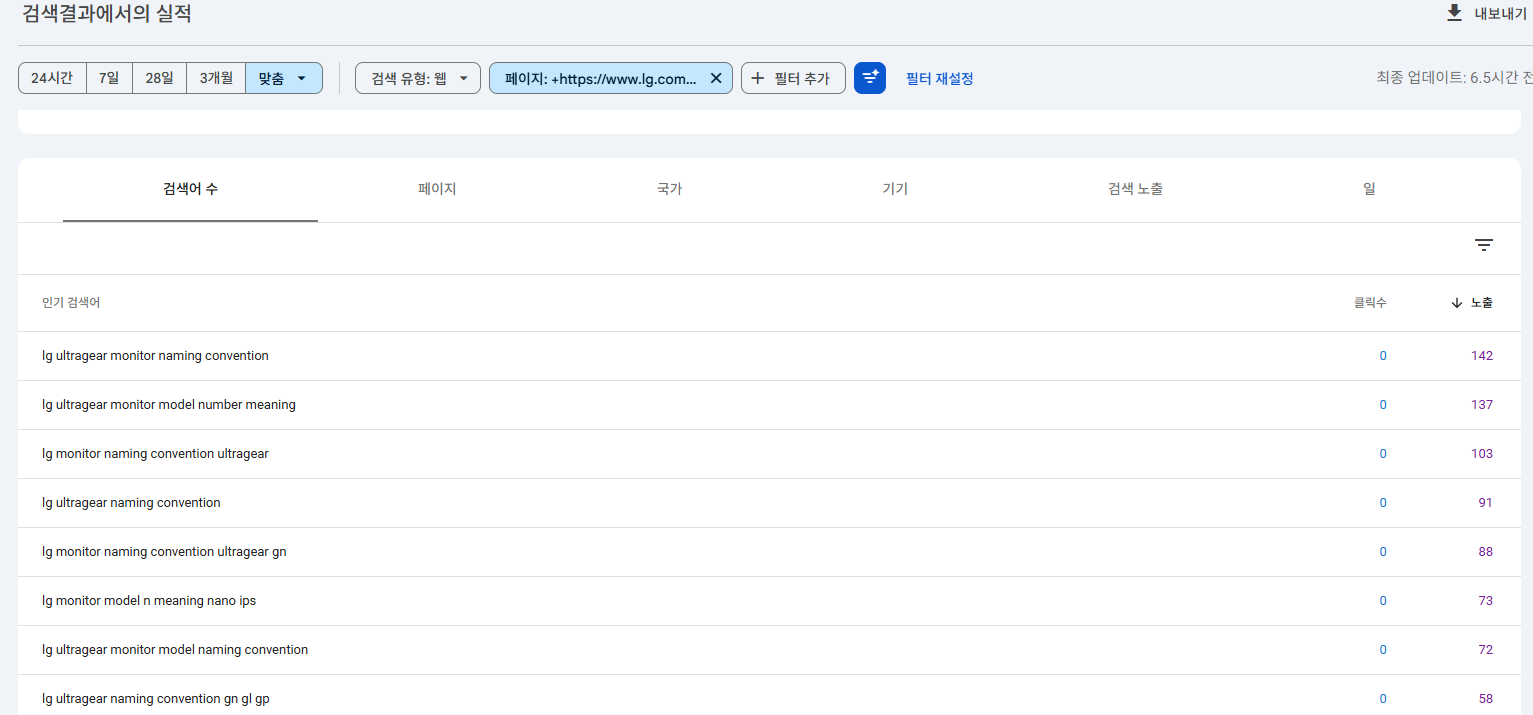 검색결과에서의 실적
내보내기
24시간 7일 28일 3개월 맞춤 검색 유형: 웹 페이지: +https://www.lg.com... 필터 추가 필터 재설정 최종 업데이트: 6.5시간 전
검색어 수 페이지 국가 기기 검색 노출 일
인기 검색어 클릭수 노출
lg ultragear monitor naming convention 0 142
lg ultragear monitor model number meaning 0 137
lg monitor naming convention ultragear 0 103
lg ultragear naming convention 0 91
lg monitor naming convention ultragear gn 0 88
lg monitor model n meaning nano ips 0 73
lg ultragear monitor model naming convention 0 72
lg ultragear naming convention gn gl gp 0 58